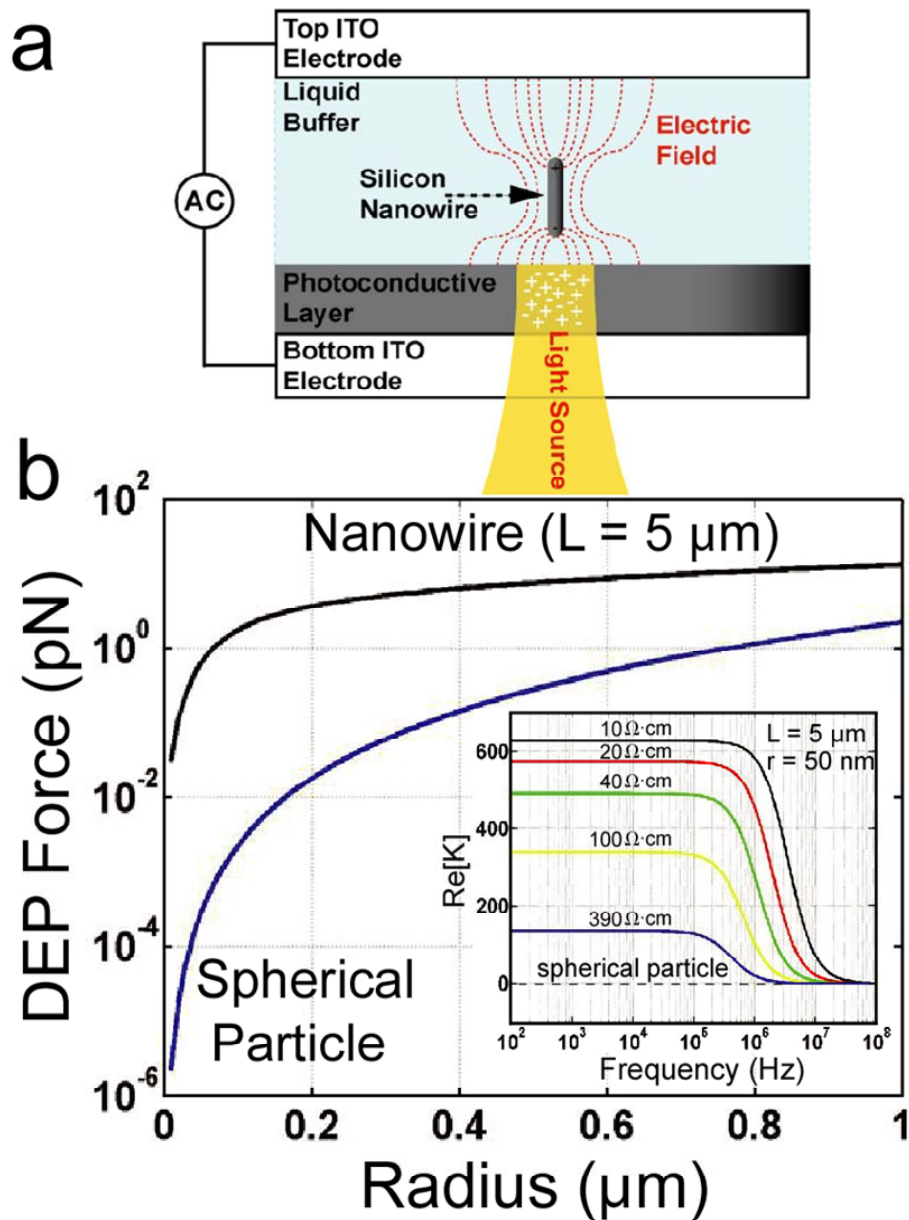 a
Top ITO
Electrode
Liquid
Buffer
Electric
Field
Silicon
Nanowire
AC
Photoconductive
Layer
Bottom ITO
Electrode
Light Source
b
Nanowire (L = 5 µm)
Spherical
Particle
DEP Force (pN)
10²
10⁰
10⁻²
10⁻⁴
10⁻⁶
0
0.2
0.4
0.6
0.8
1
Radius (µm)
L = 5 µm
r = 50 nm
10Ω·cm
20Ω·cm
40Ω·cm
100Ω·cm
390Ω·cm
spherical particle
Re[K]
600
400
200
0
10²
10³
10⁴
10⁵
10⁶
10⁷
10⁸
Frequency (Hz)